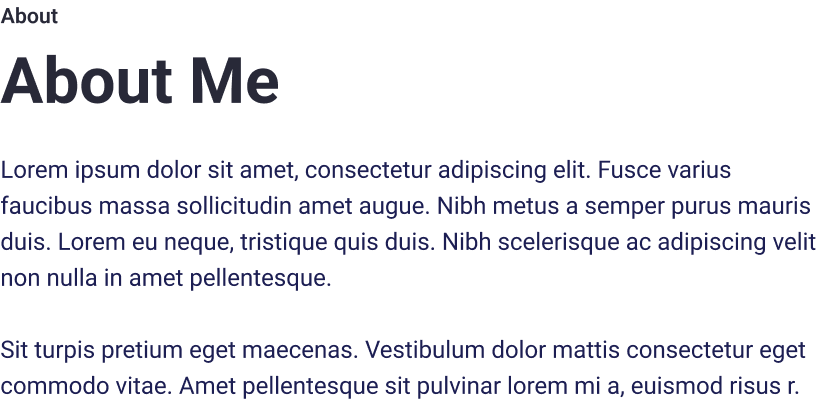 About
About Me
Lorem ipsum dolor sit amet, consectetur adipiscing elit. Fusce varius
faucibus massa sollicitudin amet augue. Nibh metus a semper purus mauris
duis. Lorem eu neque, tristique quis duis. Nibh scelerisque ac adipiscing velit
non nulla in amet pellentesque.
Sit turpis pretium eget maecenas. Vestibulum dolor mattis consectetur eget
commodo vitae. Amet pellentesque sit pulvinar lorem mi a, euismod risus r.